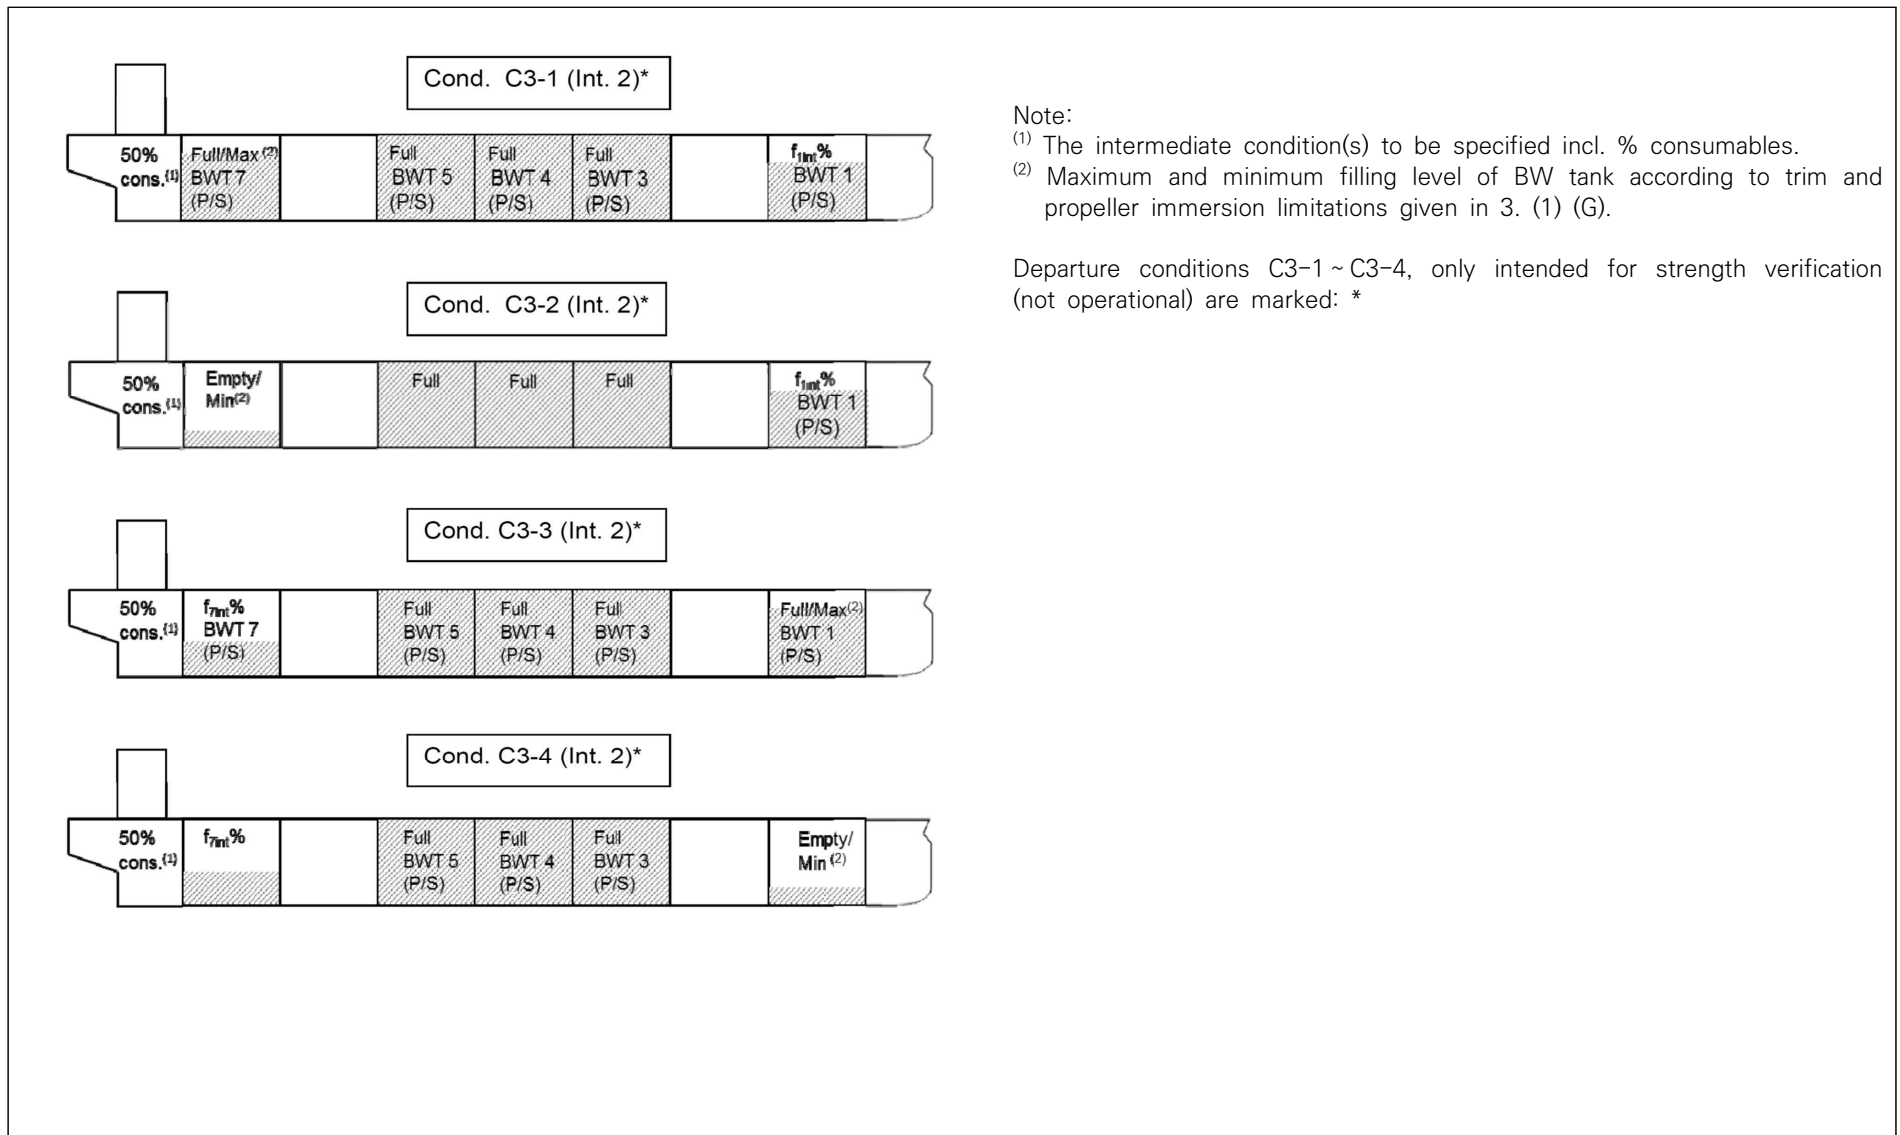 Cond. C3-1 (Int. 2)*
50%
cons.(1)
Full/Max (2)
BWT 7
(P/S)
Full
BWT 5
(P/S)
Full
BWT 4
(P/S)
Full
BWT 3
(P/S)
f1int%
BWT 1
(P/S)
Cond. C3-2 (Int. 2)*
50%
cons.(1)
Empty/
Min(2)
Full
Full
Full
f1int%
BWT 1
(P/S)
Cond. C3-3 (Int. 2)*
50%
cons.(1)
f7int%
BWT 7
(P/S)
Full
BWT 5
(P/S)
Full
BWT 4
(P/S)
Full
BWT 3
(P/S)
Full/Max(2)
BWT 1
(P/S)
Cond. C3-4 (Int. 2)*
50%
cons.(1)
f7int%
Full
BWT 5
(P/S)
Full
BWT 4
(P/S)
Full
BWT 3
(P/S)
Empty/
Min (2)
Note:
(1) The intermediate condition(s) to be specified incl. % consumables.
(2) Maximum and minimum filling level of BW tank according to trim and
propeller immersion limitations given in 3. (1) (G).
Departure conditions C3-1 ~ C3-4, only intended for strength verification
(not operational) are marked: *